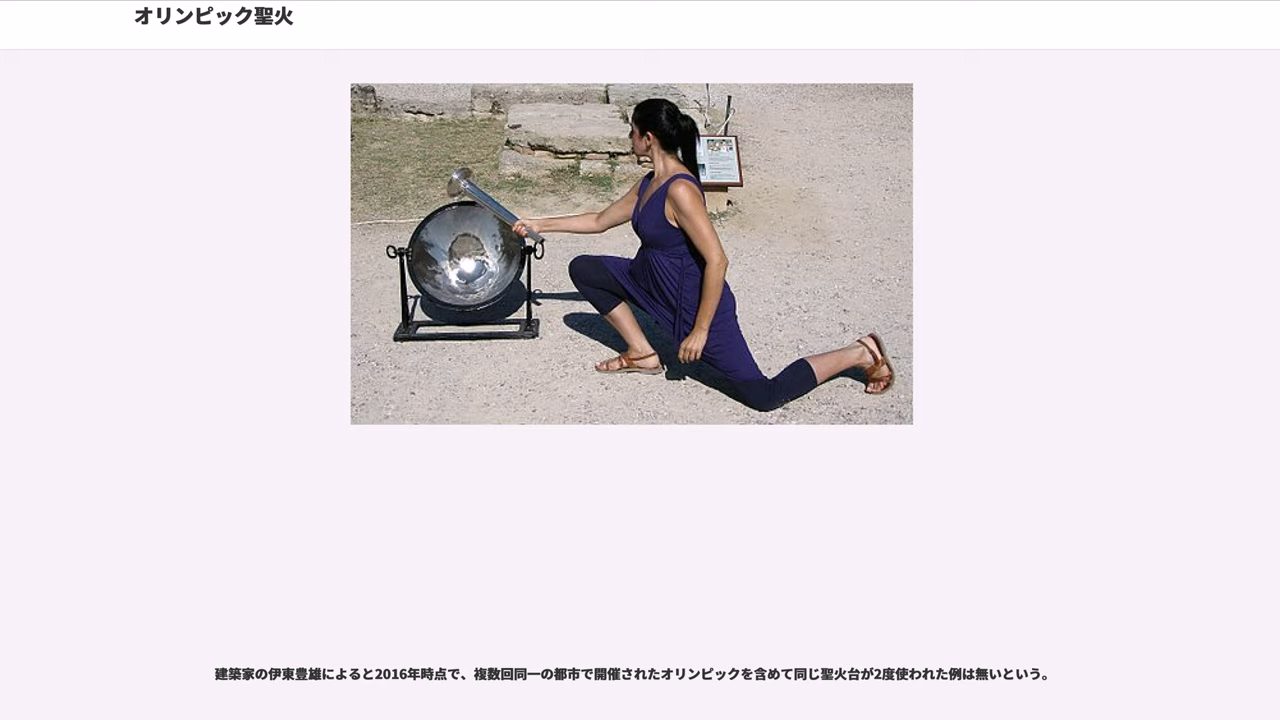 オリンピック聖火
建築家の伊東豊雄によると2016年時点で、複数回同一の都市で開催されたオリンピックを含めて同じ聖火台が2度使われた例は無いという。